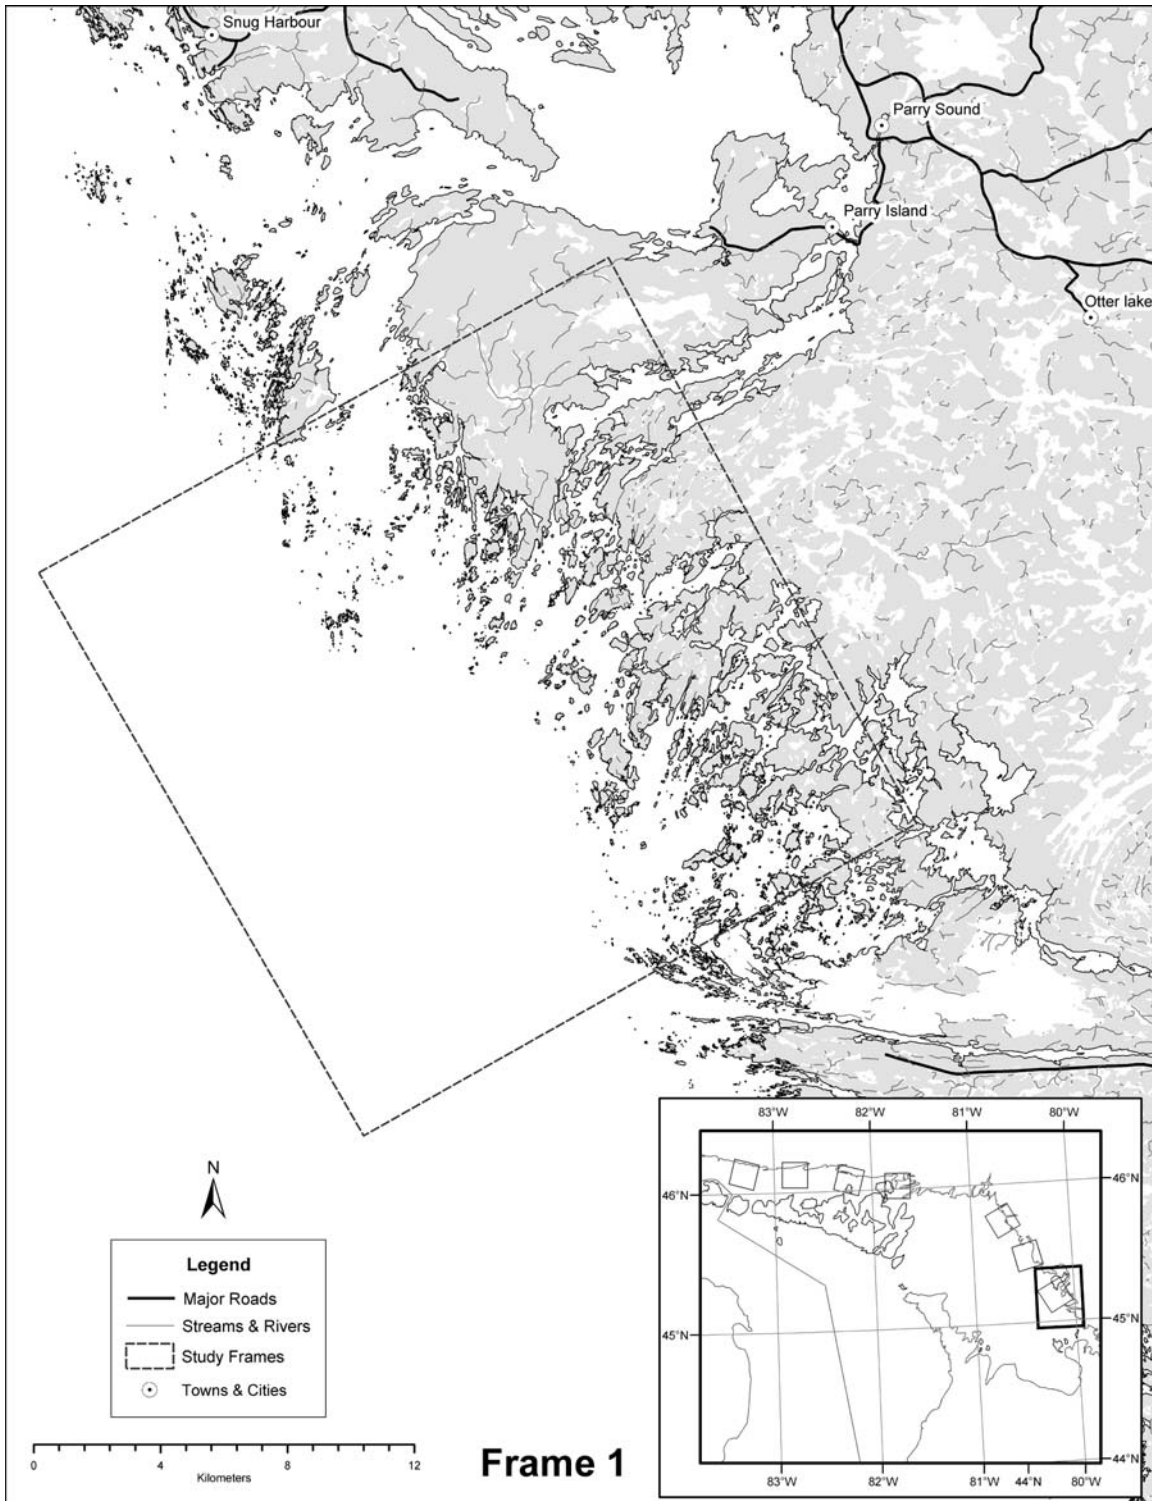 Snug Harbour
Parry Sound
Parry Island
Otter lake
N
Legend
Major Roads
Streams & Rivers
Study Frames
Towns & Cities
0 4 8 12
Kilometers
Frame 1
83°W 82°W 81°W 80°W
46°N 46°N
45°N 45°N
44°N
83°W 82°W 81°W 44°N 80°W